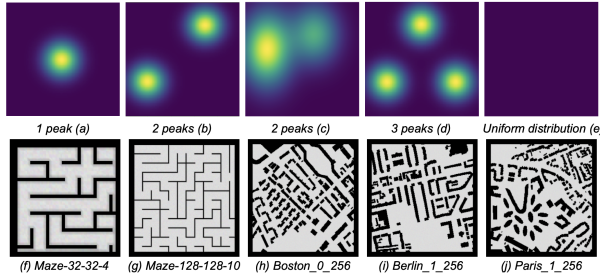 1 peak (a)
2 peaks (b)
2 peaks (c)
3 peaks (d)
Uniform distribution (e)
(f) Maze-32-32-4
(g) Maze-128-128-10
(h) Boston_0_256
(i) Berlin_1_256
(j) Paris_1_256